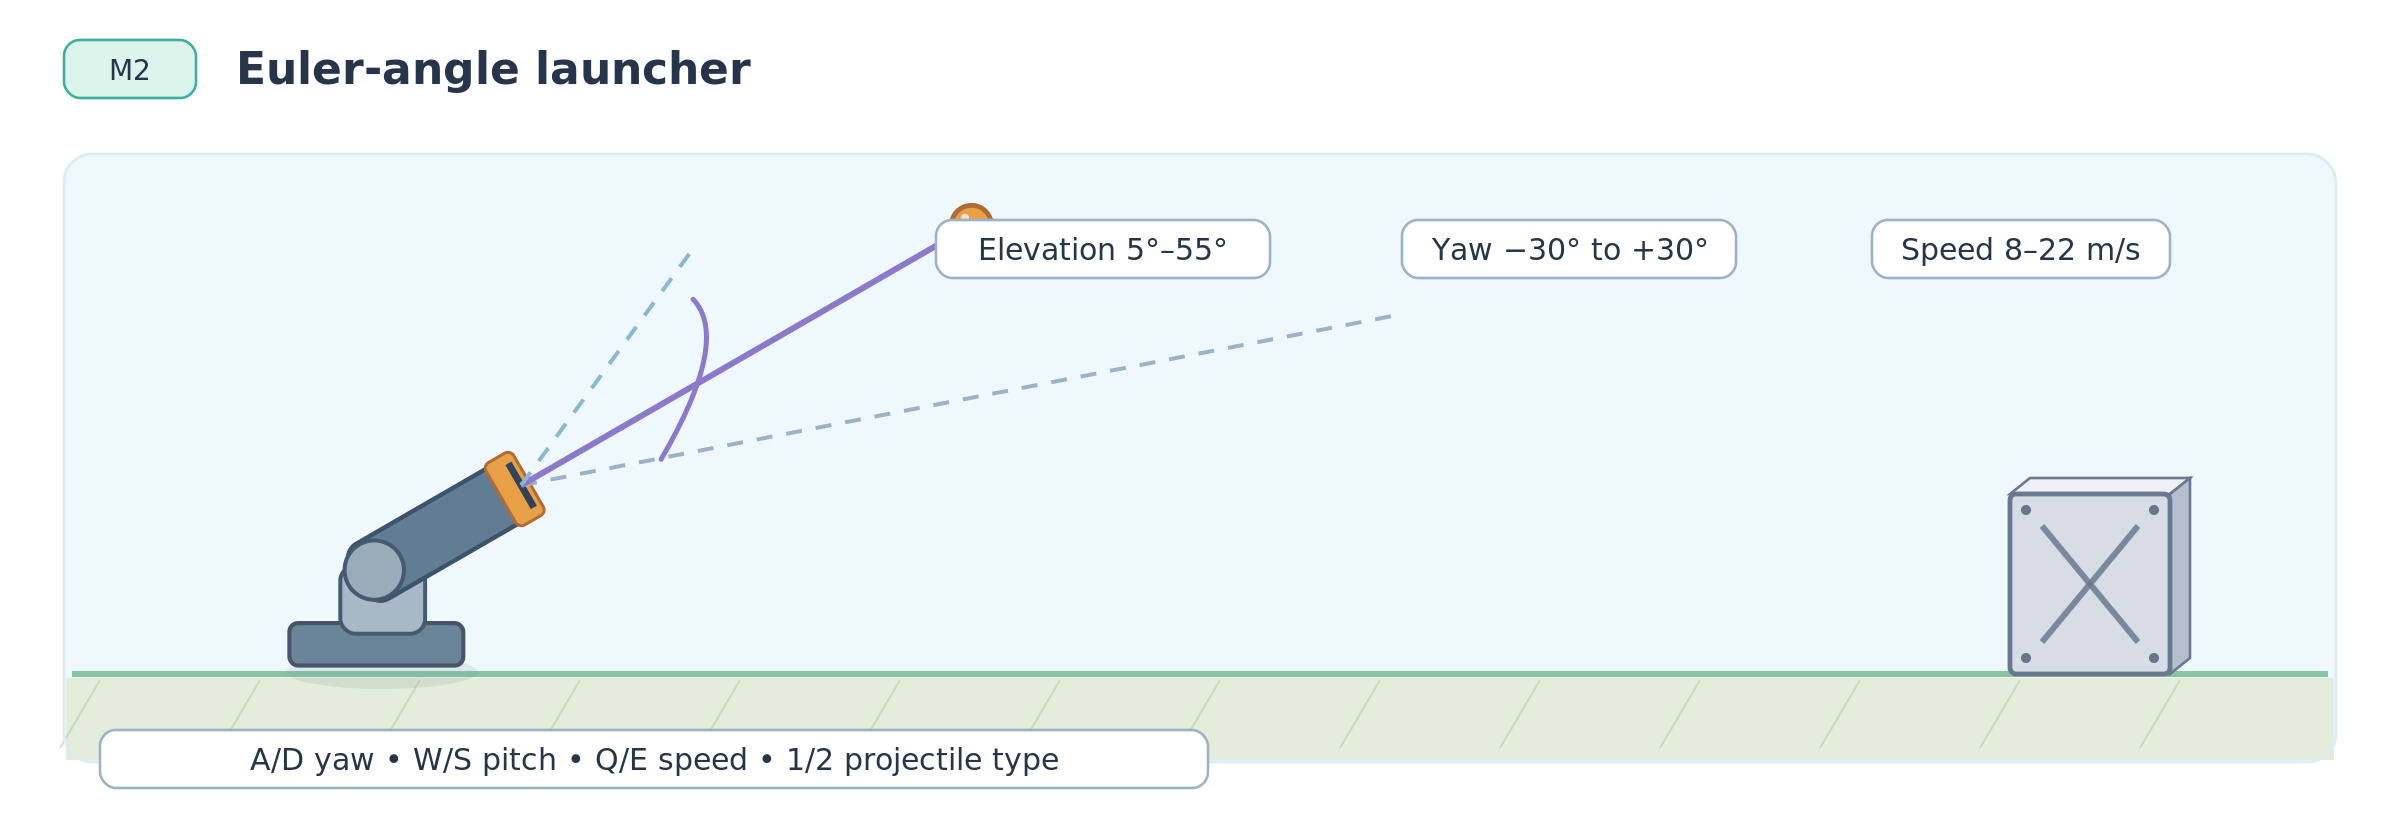 M2
Euler-angle launcher
Elevation 5°–55°
Yaw −30° to +30°
Speed 8–22 m/s
A/D yaw • W/S pitch • Q/E speed • 1/2 projectile type